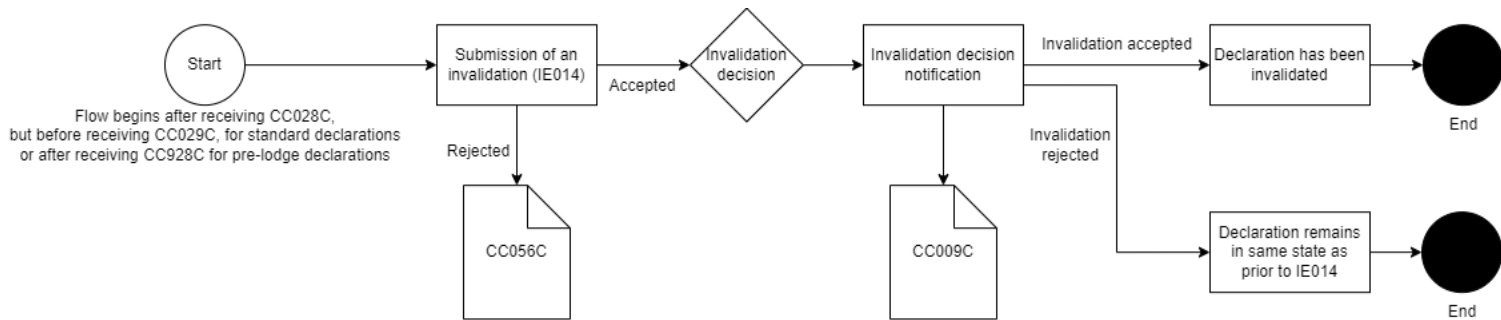 Start
Flow begins after receiving CC028C,
but before receiving CC029C, for standard declarations
or after receiving CC928C for pre-lodge declarations
Submission of an
invalidation (IE014)
Accepted
Rejected
CC056C
Invalidation
decision
Invalidation decision
notification
CC009C
Invalidation accepted
Invalidation
rejected
Declaration has been
invalidated
End
Declaration remains
in same state as
prior to IE014
End